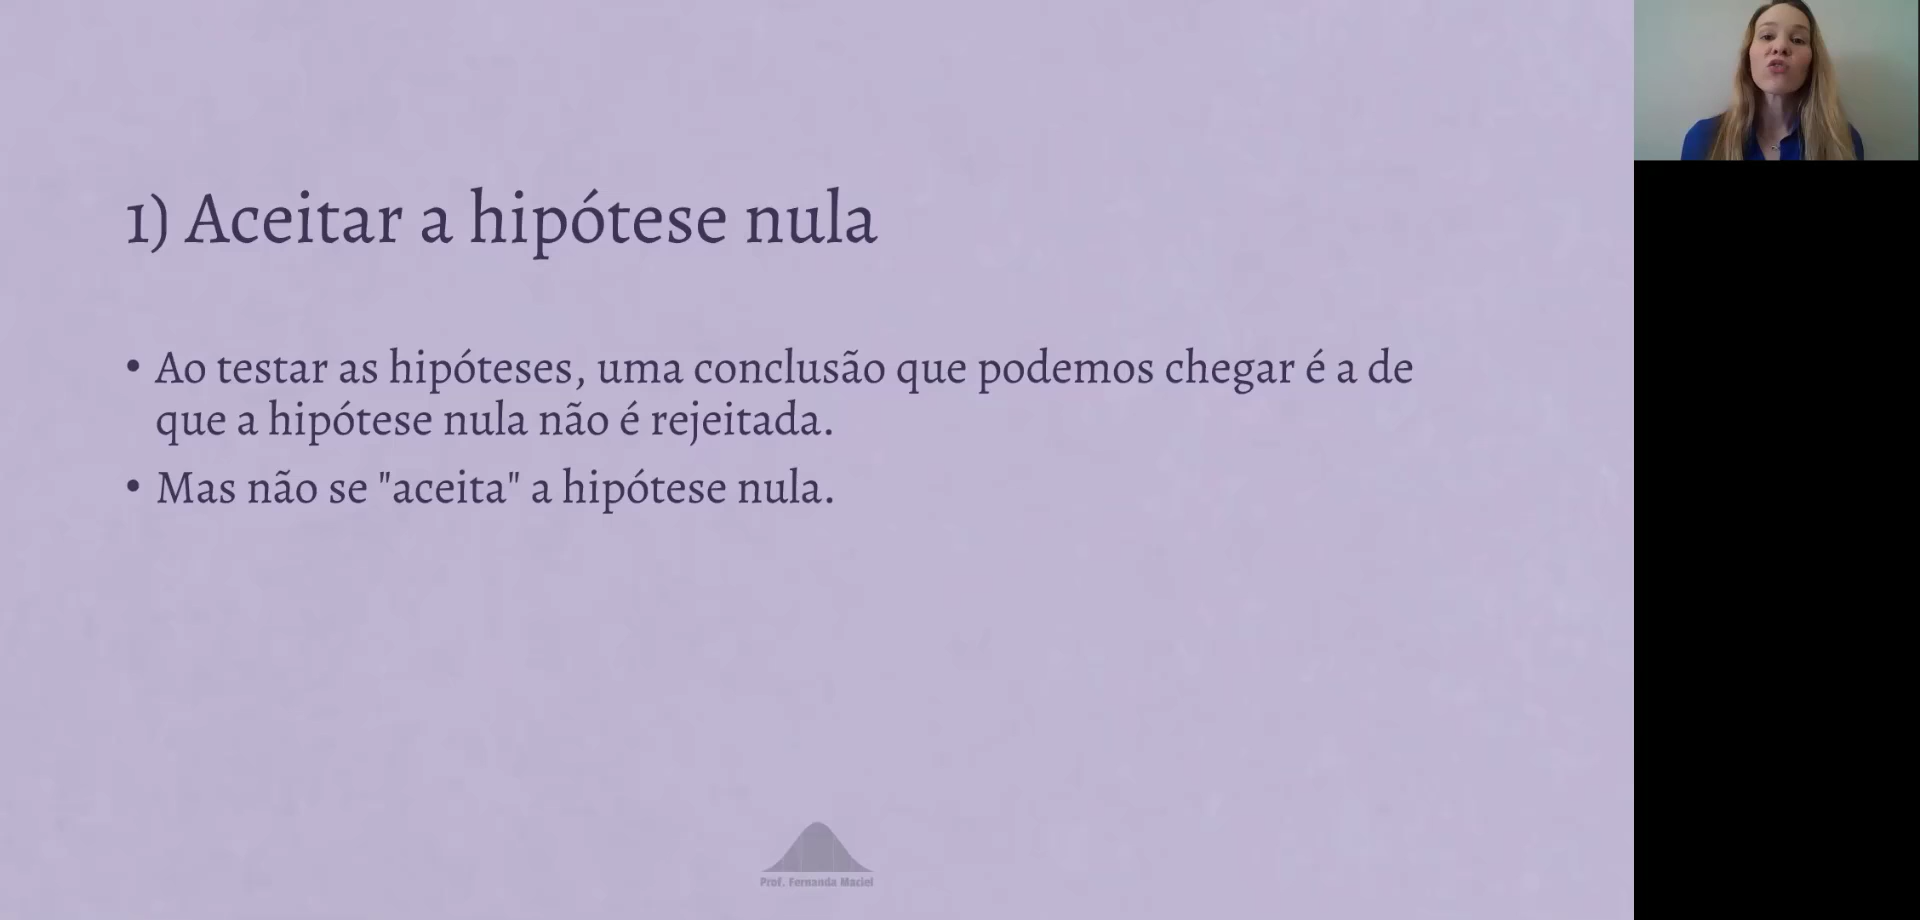 1) Aceitar a hipótese nula
• Ao testar as hipóteses, uma conclusão que podemos chegar é a de
que a hipótese nula não é rejeitada.
• Mas não se "aceita" a hipótese nula.
Prof. Fernanda Maciel